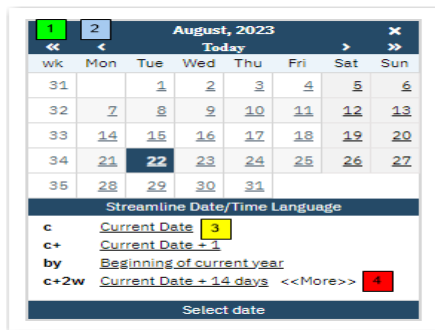 1 2 August, 2023 ×
« ‹ Today › »
wk Mon Tue Wed Thu Fri Sat Sun
31 1 2 3 4 5 6
32 7 8 9 10 11 12 13
33 14 15 16 17 18 19 20
34 21 22 23 24 25 26 27
35 28 29 30 31
Streamline Date/Time Language
c Current Date 3
c+ Current Date + 1
by Beginning of current year
c+2w Current Date + 14 days <<More>> 4
Select date